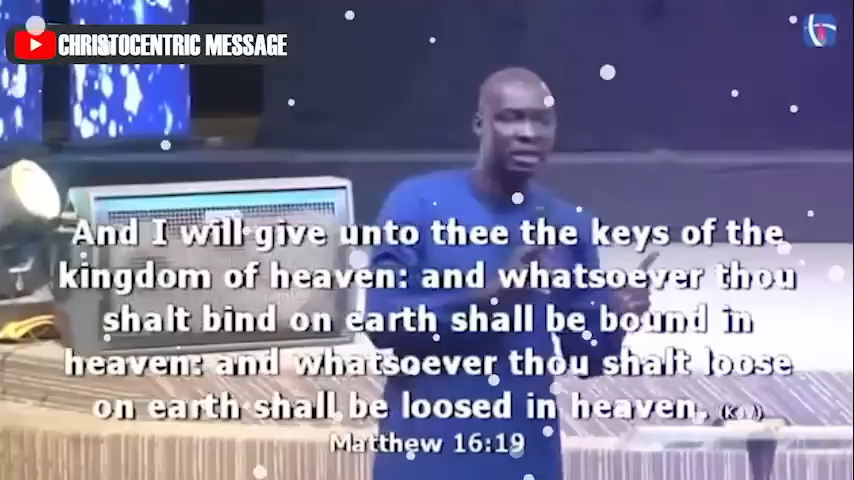 CHRISTOCENTRIC MESSAGE
And I will give unto thee the keys of the
kingdom of heaven: and whatsoever thou
shalt bind on earth shall be bound in
heaven: and whatsoever thou shalt loose
on earth shall be loosed in heaven. (KJV)
Matthew 16:19